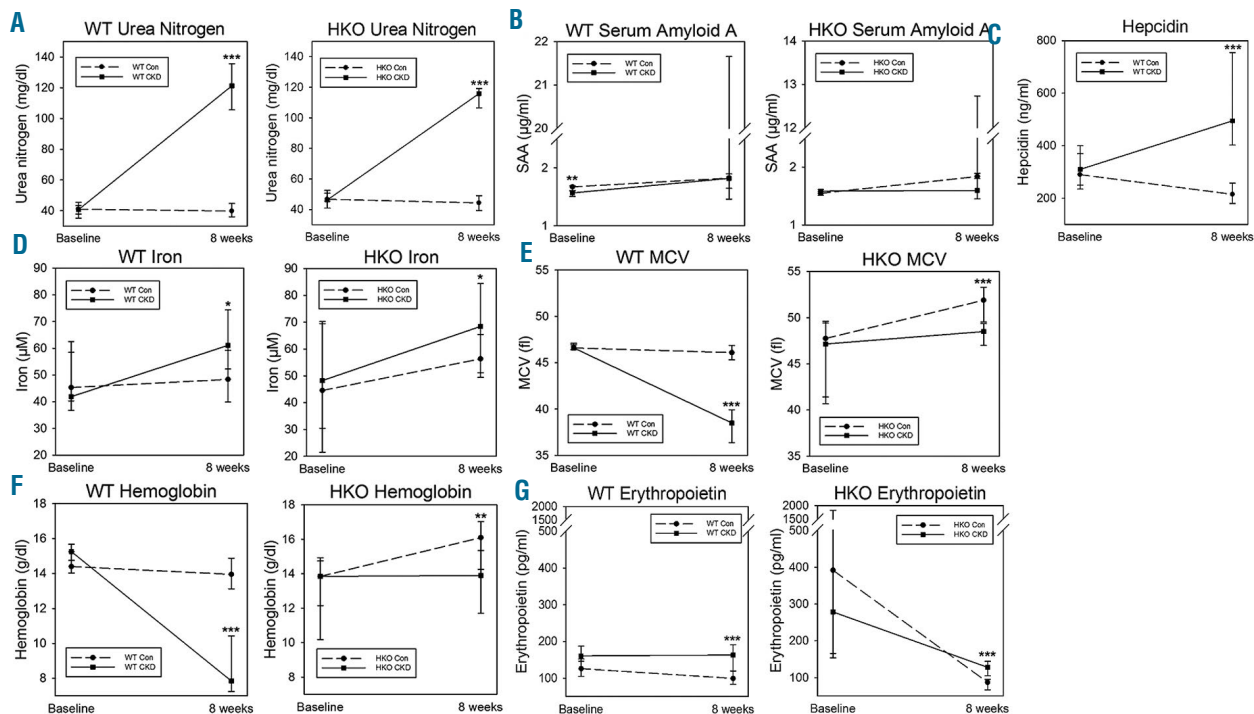 A
WT Urea Nitrogen
Urea nitrogen (mg/dl)
140
120
100
80
60
40
WT Con
WT CKD
***
Baseline
8 weeks
HKO Urea Nitrogen
Urea nitrogen (mg/dl)
140
120
100
80
60
40
HKO Con
HKO CKD
***
Baseline
8 weeks
B
WT Serum Amyloid A
SAA (µg/ml)
22
21
20
2
1
WT Con
WT CKD
**
Baseline
8 weeks
HKO Serum Amyloid A
SAA (µg/ml)
14
13
12
2
1
HKO Con
HKO CKD
Baseline
8 weeks
C
Hepcidin
Hepcidin (ng/ml)
800
600
400
200
WT Con
WT CKD
***
Baseline
8 weeks
D
WT Iron
Iron (µM)
90
80
70
60
50
40
30
20
WT Con
WT CKD
*
Baseline
8 weeks
HKO Iron
Iron (µM)
90
80
70
60
50
40
30
20
HKO Con
HKO CKD
*
Baseline
8 weeks
E
WT MCV
MCV (fl)
55
50
45
40
35
WT Con
WT CKD
***
Baseline
8 weeks
HKO MCV
MCV (fl)
55
50
45
40
35
HKO Con
HKO CKD
***
Baseline
8 weeks
F
WT Hemoglobin
Hemoglobin (g/dl)
18
16
14
12
10
8
WT Con
WT CKD
***
Baseline
8 weeks
HKO Hemoglobin
Hemoglobin (g/dl)
18
16
14
12
10
8
HKO Con
HKO CKD
**
Baseline
8 weeks
G
WT Erythropoietin
Erythropoietin (pg/ml)
2000
1500
500
400
300
200
100
WT Con
WT CKD
***
Baseline
8 weeks
HKO Erythropoietin
Erythropoietin (pg/ml)
2000
1500
500
400
300
200
100
HKO Con
HKO CKD
***
Baseline
8 weeks